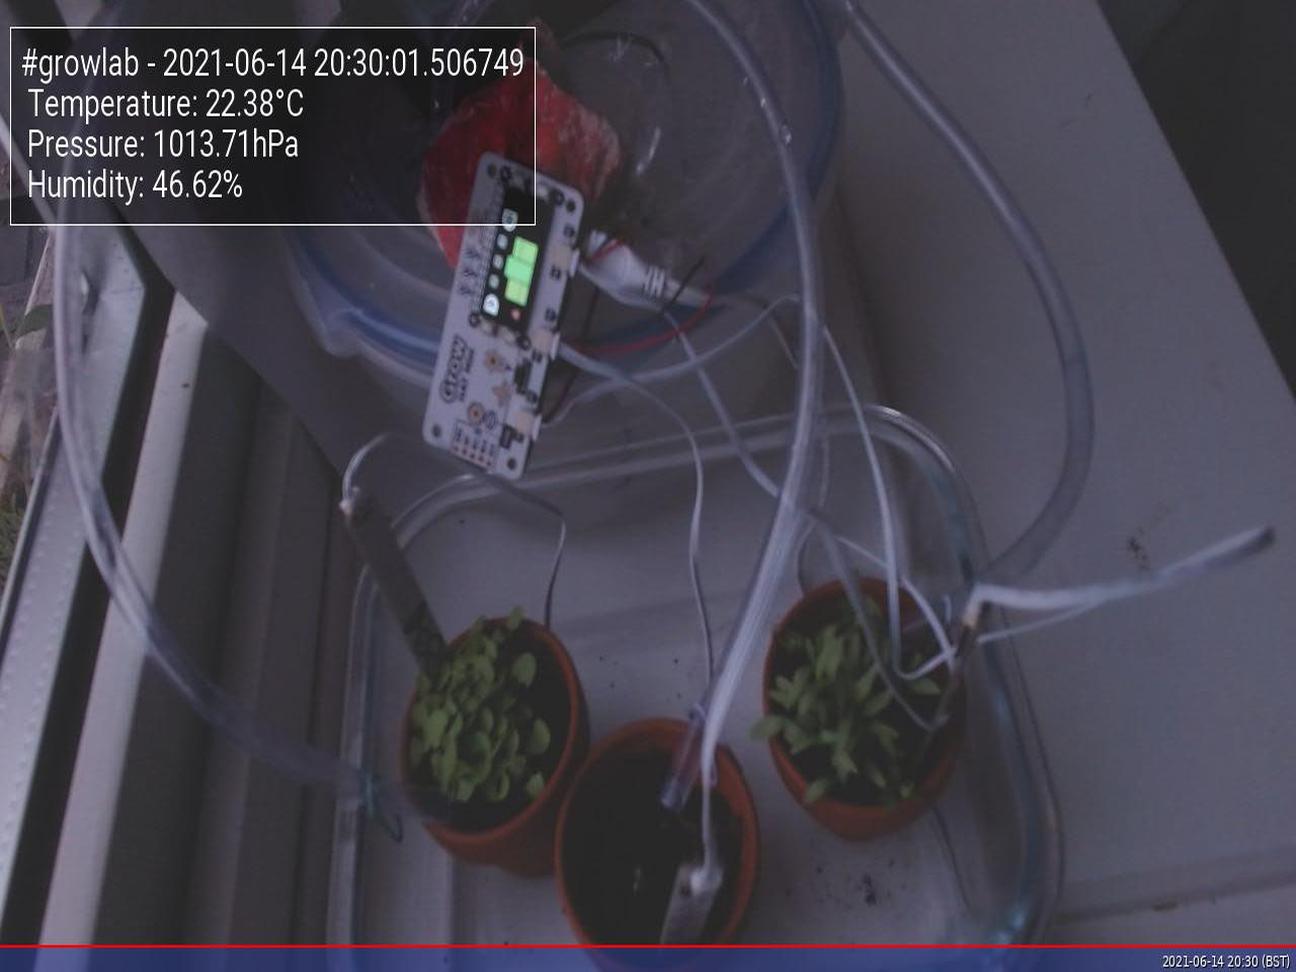 #growlab - 2021-06-14 20:30:01.506749
Temperature: 22.38°C
Pressure: 1013.71hPa
Humidity: 46.62%
GROW
2021-06-14 20:30 (BST)